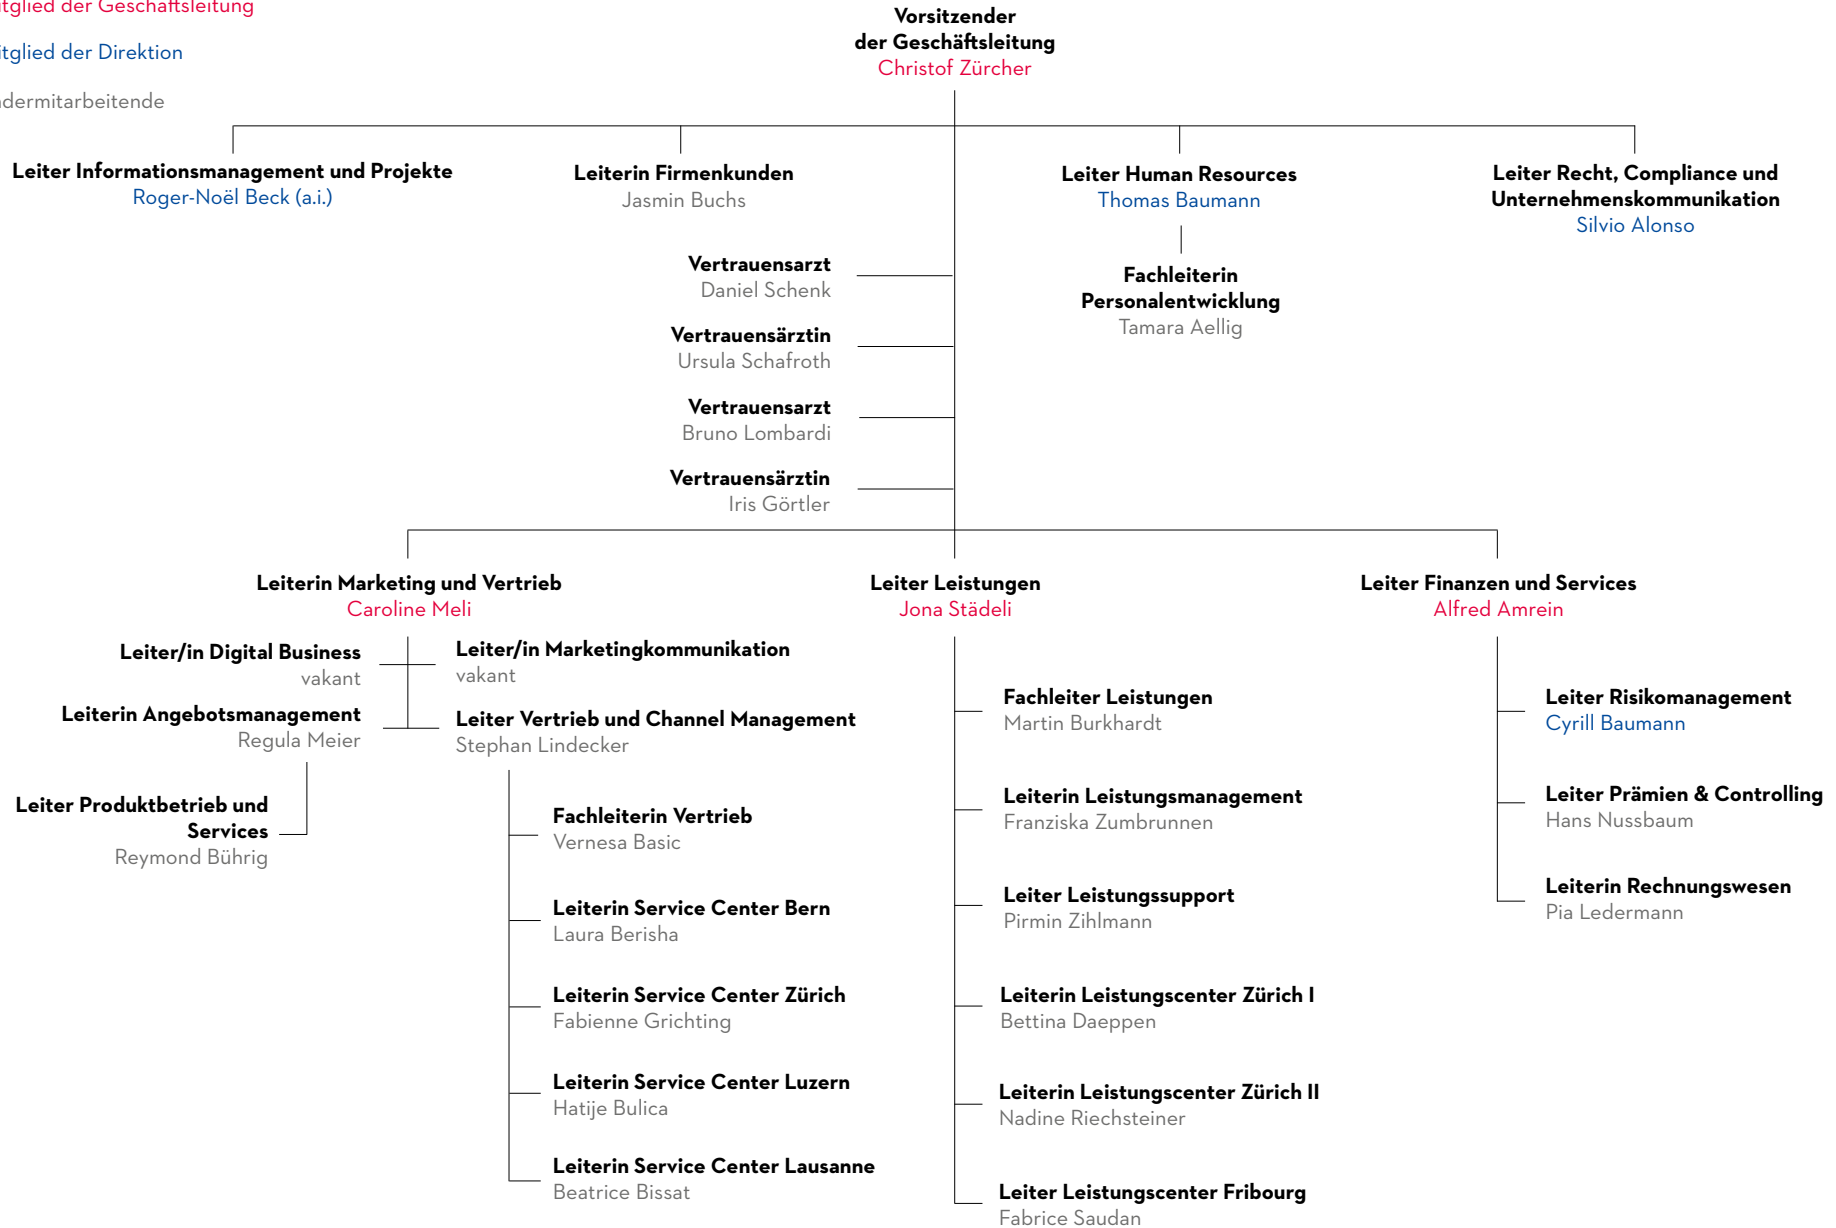 itglied der Geschäftsleitung
itglied der Direktion
dermitarbeitende
Vorsitzender
der Geschäftsleitung
Christof Zürcher
Leiter Informationsmanagement und Projekte
Roger-Noël Beck (a.i.)
Leiterin Firmenkunden
Jasmin Buchs
Leiter Human Resources
Thomas Baumann
Leiter Recht, Compliance und
Unternehmenskommunikation
Silvio Alonso
Fachleiterin
Personalentwicklung
Tamara Aellig
Vertrauensarzt
Daniel Schenk
Vertrauensärztin
Ursula Schafroth
Vertrauensarzt
Bruno Lombardi
Vertrauensärztin
Iris Görtler
Leiterin Marketing und Vertrieb
Caroline Meli
Leiter/in Digital Business
vakant
Leiterin Angebotsmanagement
Regula Meier
Leiter Produktbetrieb und
Services
Reymond Bührig
Leiter/in Marketingkommunikation
vakant
Leiter Vertrieb und Channel Management
Stephan Lindecker
Fachleiterin Vertrieb
Vernesa Basic
Leiterin Service Center Bern
Laura Berisha
Leiterin Service Center Zürich
Fabienne Grichting
Leiterin Service Center Luzern
Hatije Bulica
Leiterin Service Center Lausanne
Beatrice Bissat
Leiter Leistungen
Jona Städeli
Fachleiter Leistungen
Martin Burkhardt
Leiterin Leistungsmanagement
Franziska Zumbrunnen
Leiter Leistungssupport
Pirmin Zihlmann
Leiterin Leistungscenter Zürich I
Bettina Daeppen
Leiterin Leistungscenter Zürich II
Nadine Riechsteiner
Leiter Leistungscenter Fribourg
Fabrice Saudan
Leiter Finanzen und Services
Alfred Amrein
Leiter Risikomanagement
Cyrill Baumann
Leiter Prämien & Controlling
Hans Nussbaum
Leiterin Rechnungswesen
Pia Ledermann